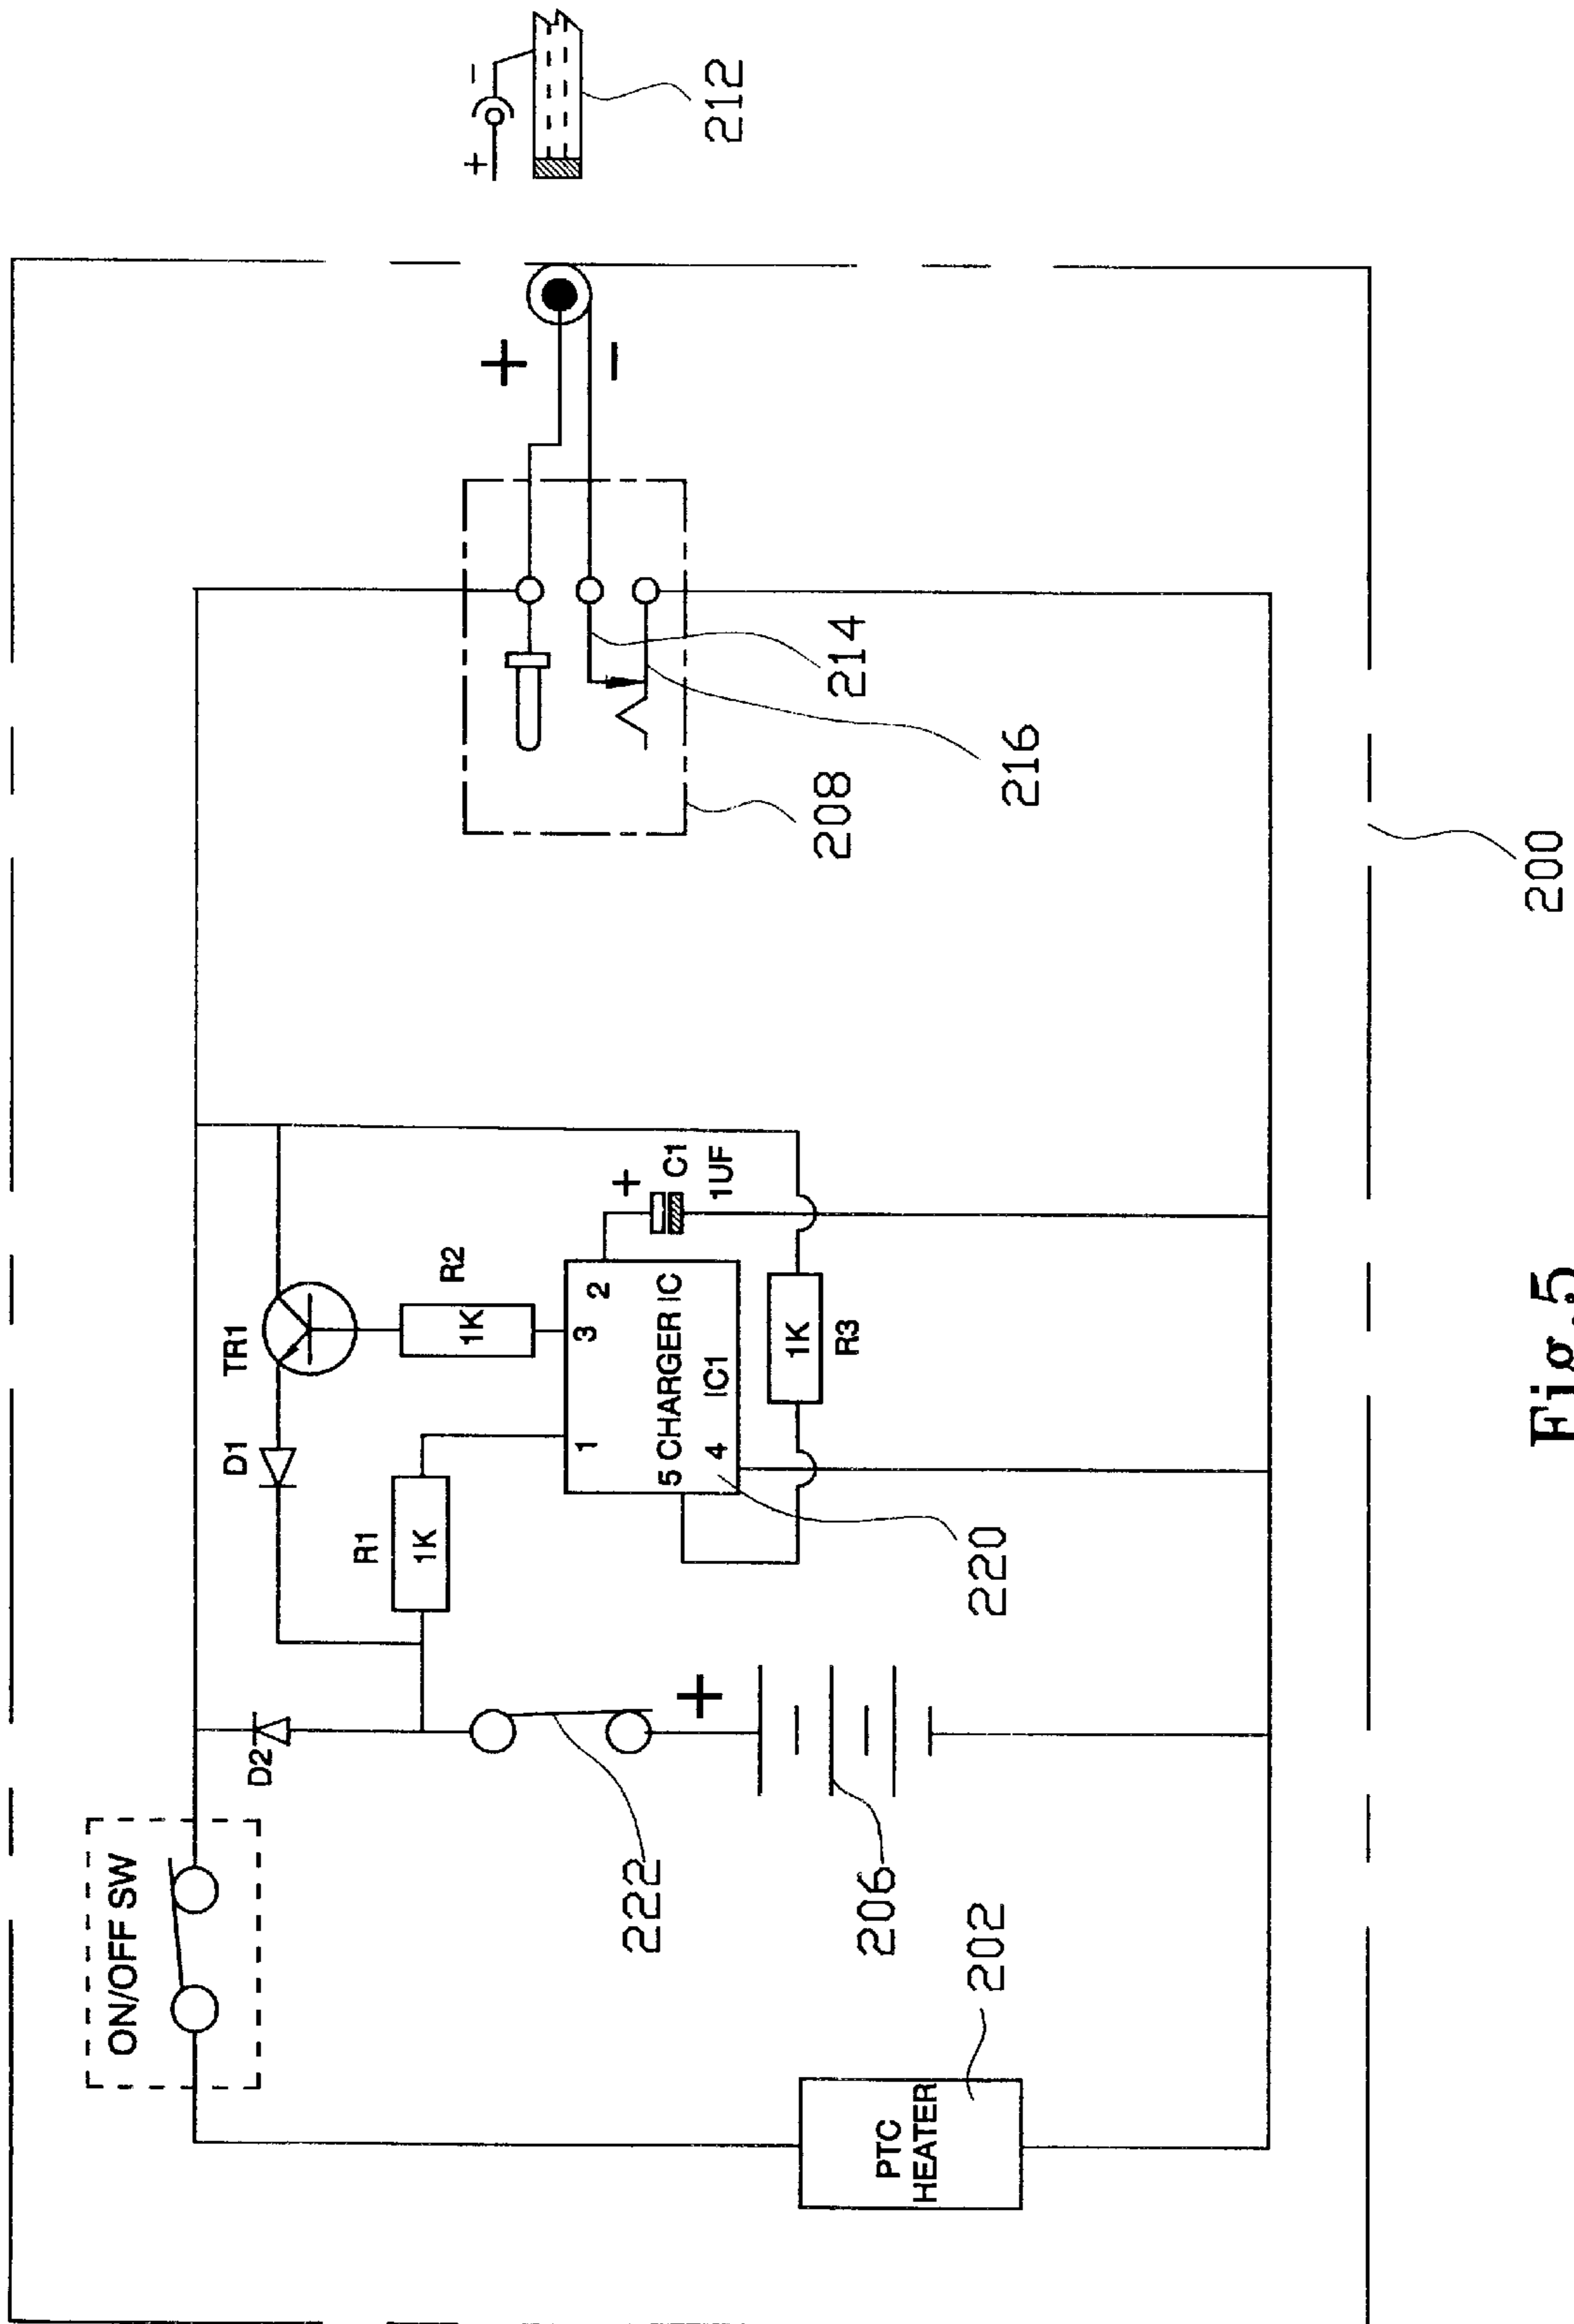 ON/OFF SW
D2
D1
TR1
R1
1K
R2
1K
1
3
2
5 CHARGER IC
4
IC1
+
C1
1UF
1K
R3
+
PTC
HEATER
222
206
202
220
208
214
216
+
−
+
−
212
200
Fig.5